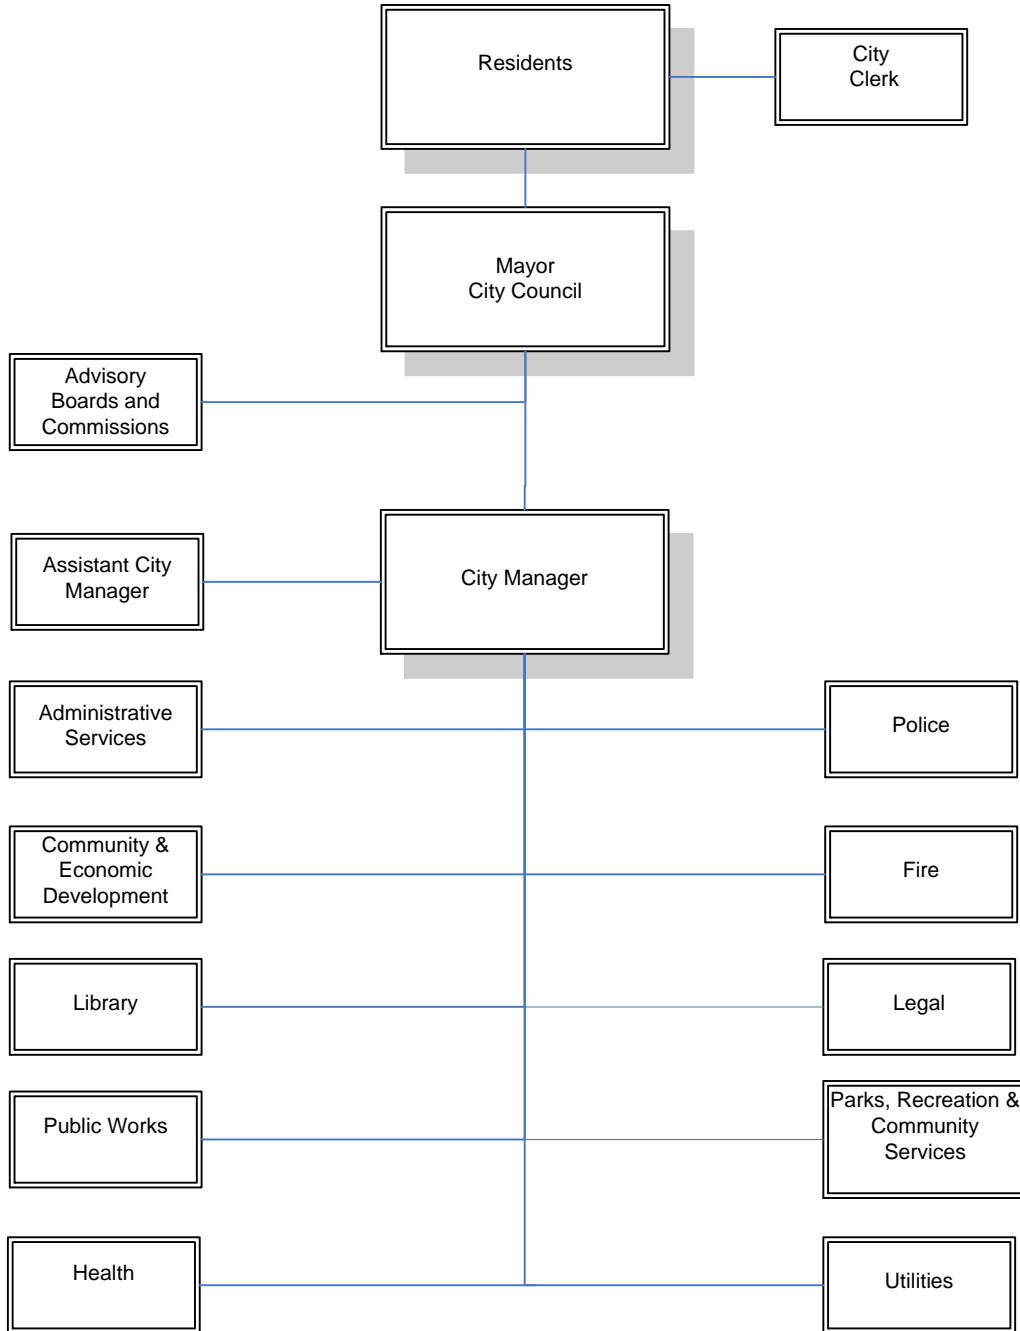 Residents
City
Clerk
Mayor
City Council
Advisory
Boards and
Commissions
Assistant City
Manager
City Manager
Administrative
Services
Police
Community &
Economic
Development
Fire
Library
Legal
Public Works
Parks, Recreation &
Community
Services
Health
Utilities